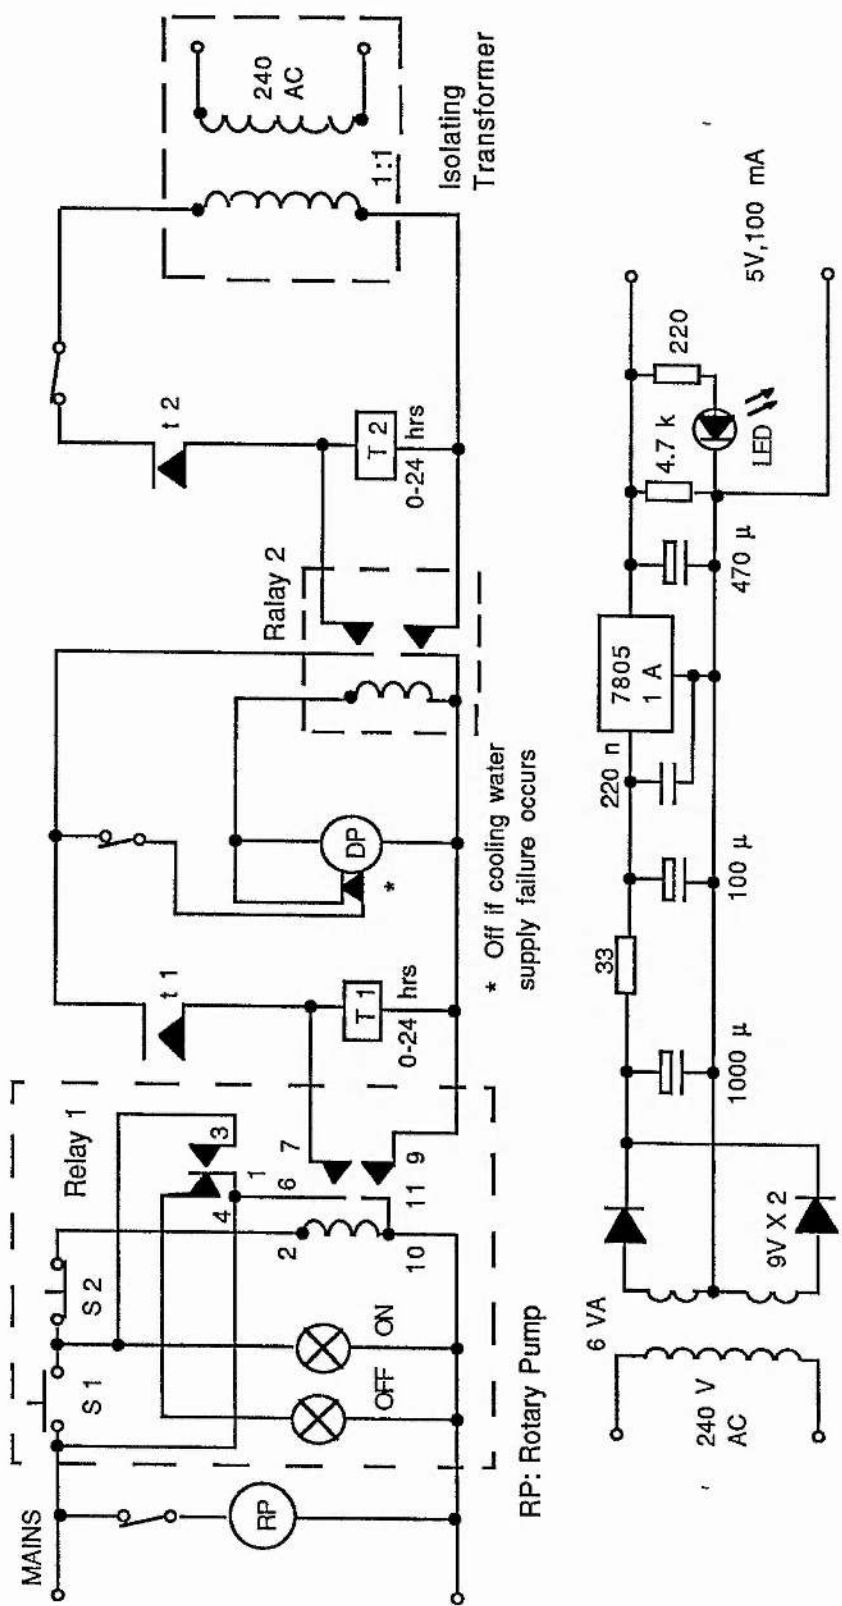 MAINS
RP
RP: Rotary Pump
Relay 1
S 1
S 2
OFF
ON
1
2
3
4
6
7
9
10
11
t 1
T 1
0-24 hrs
DP
*
* Off if cooling water
supply failure occurs
Ralay 2
t 2
T 2
0-24 hrs
1:1
240
AC
Isolating
Transformer
240 V
AC
6 VA
9V X 2
1000 µ
33
100 µ
220 n
7805
1 A
470 µ
4.7 k
LED
220
5V,100 mA